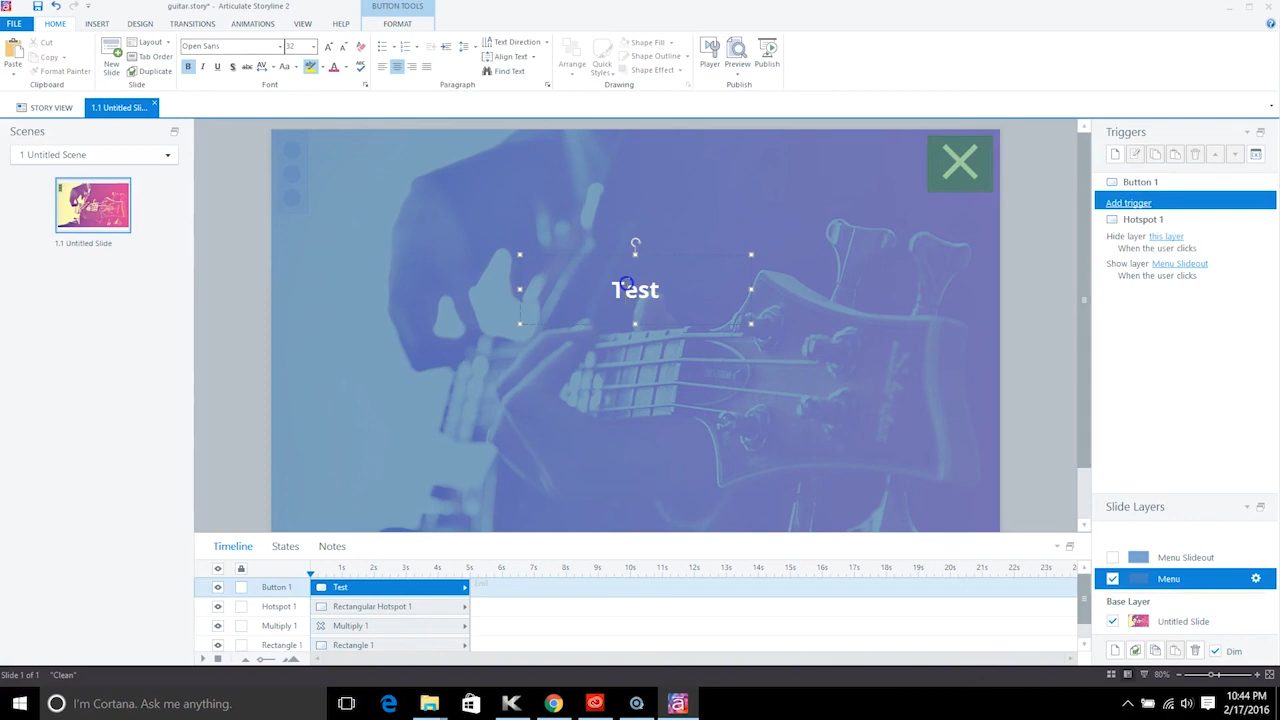 guitar.story* - Articulate Storyline 2
BUTTON TOOLS
FILE HOME INSERT DESIGN TRANSITIONS ANIMATIONS VIEW HELP FORMAT
Paste
Cut
Copy
Format Painter
Clipboard
New Slide
Layout
Tab Order
Duplicate
Slide
Open Sans 32
B I U S abc AV Aa A
Font
Text Direction
Align Text
Find Text
Paragraph
Arrange
Quick Styles
Shape Fill
Shape Outline
Shape Effect
Drawing
Player Preview Publish
Publish
STORY VIEW
1.1 Untitled Sli...
Scenes
1 Untitled Scene
1.1 Untitled Slide
Test
Triggers
Button 1
Add trigger
Hotspot 1
Hide layer this layer
When the user clicks
Show layer Menu Slideout
When the user clicks
Slide Layers
Menu Slideout
Menu
Base Layer
Untitled Slide
Dim
Timeline States Notes
1s 2s 3s 4s 5s 6s 7s 8s 9s 10s 11s 12s 13s 14s 15s 16s 17s 18s 19s 20s 21s 22s 23s
Button 1 Test End
Hotspot 1 Rectangular Hotspot 1
Multiply 1 Multiply 1
Rectangle 1 Rectangle 1
Slide 1 of 1 "Clean"
80%
I'm Cortana. Ask me anything.
10:44 PM
2/17/2016